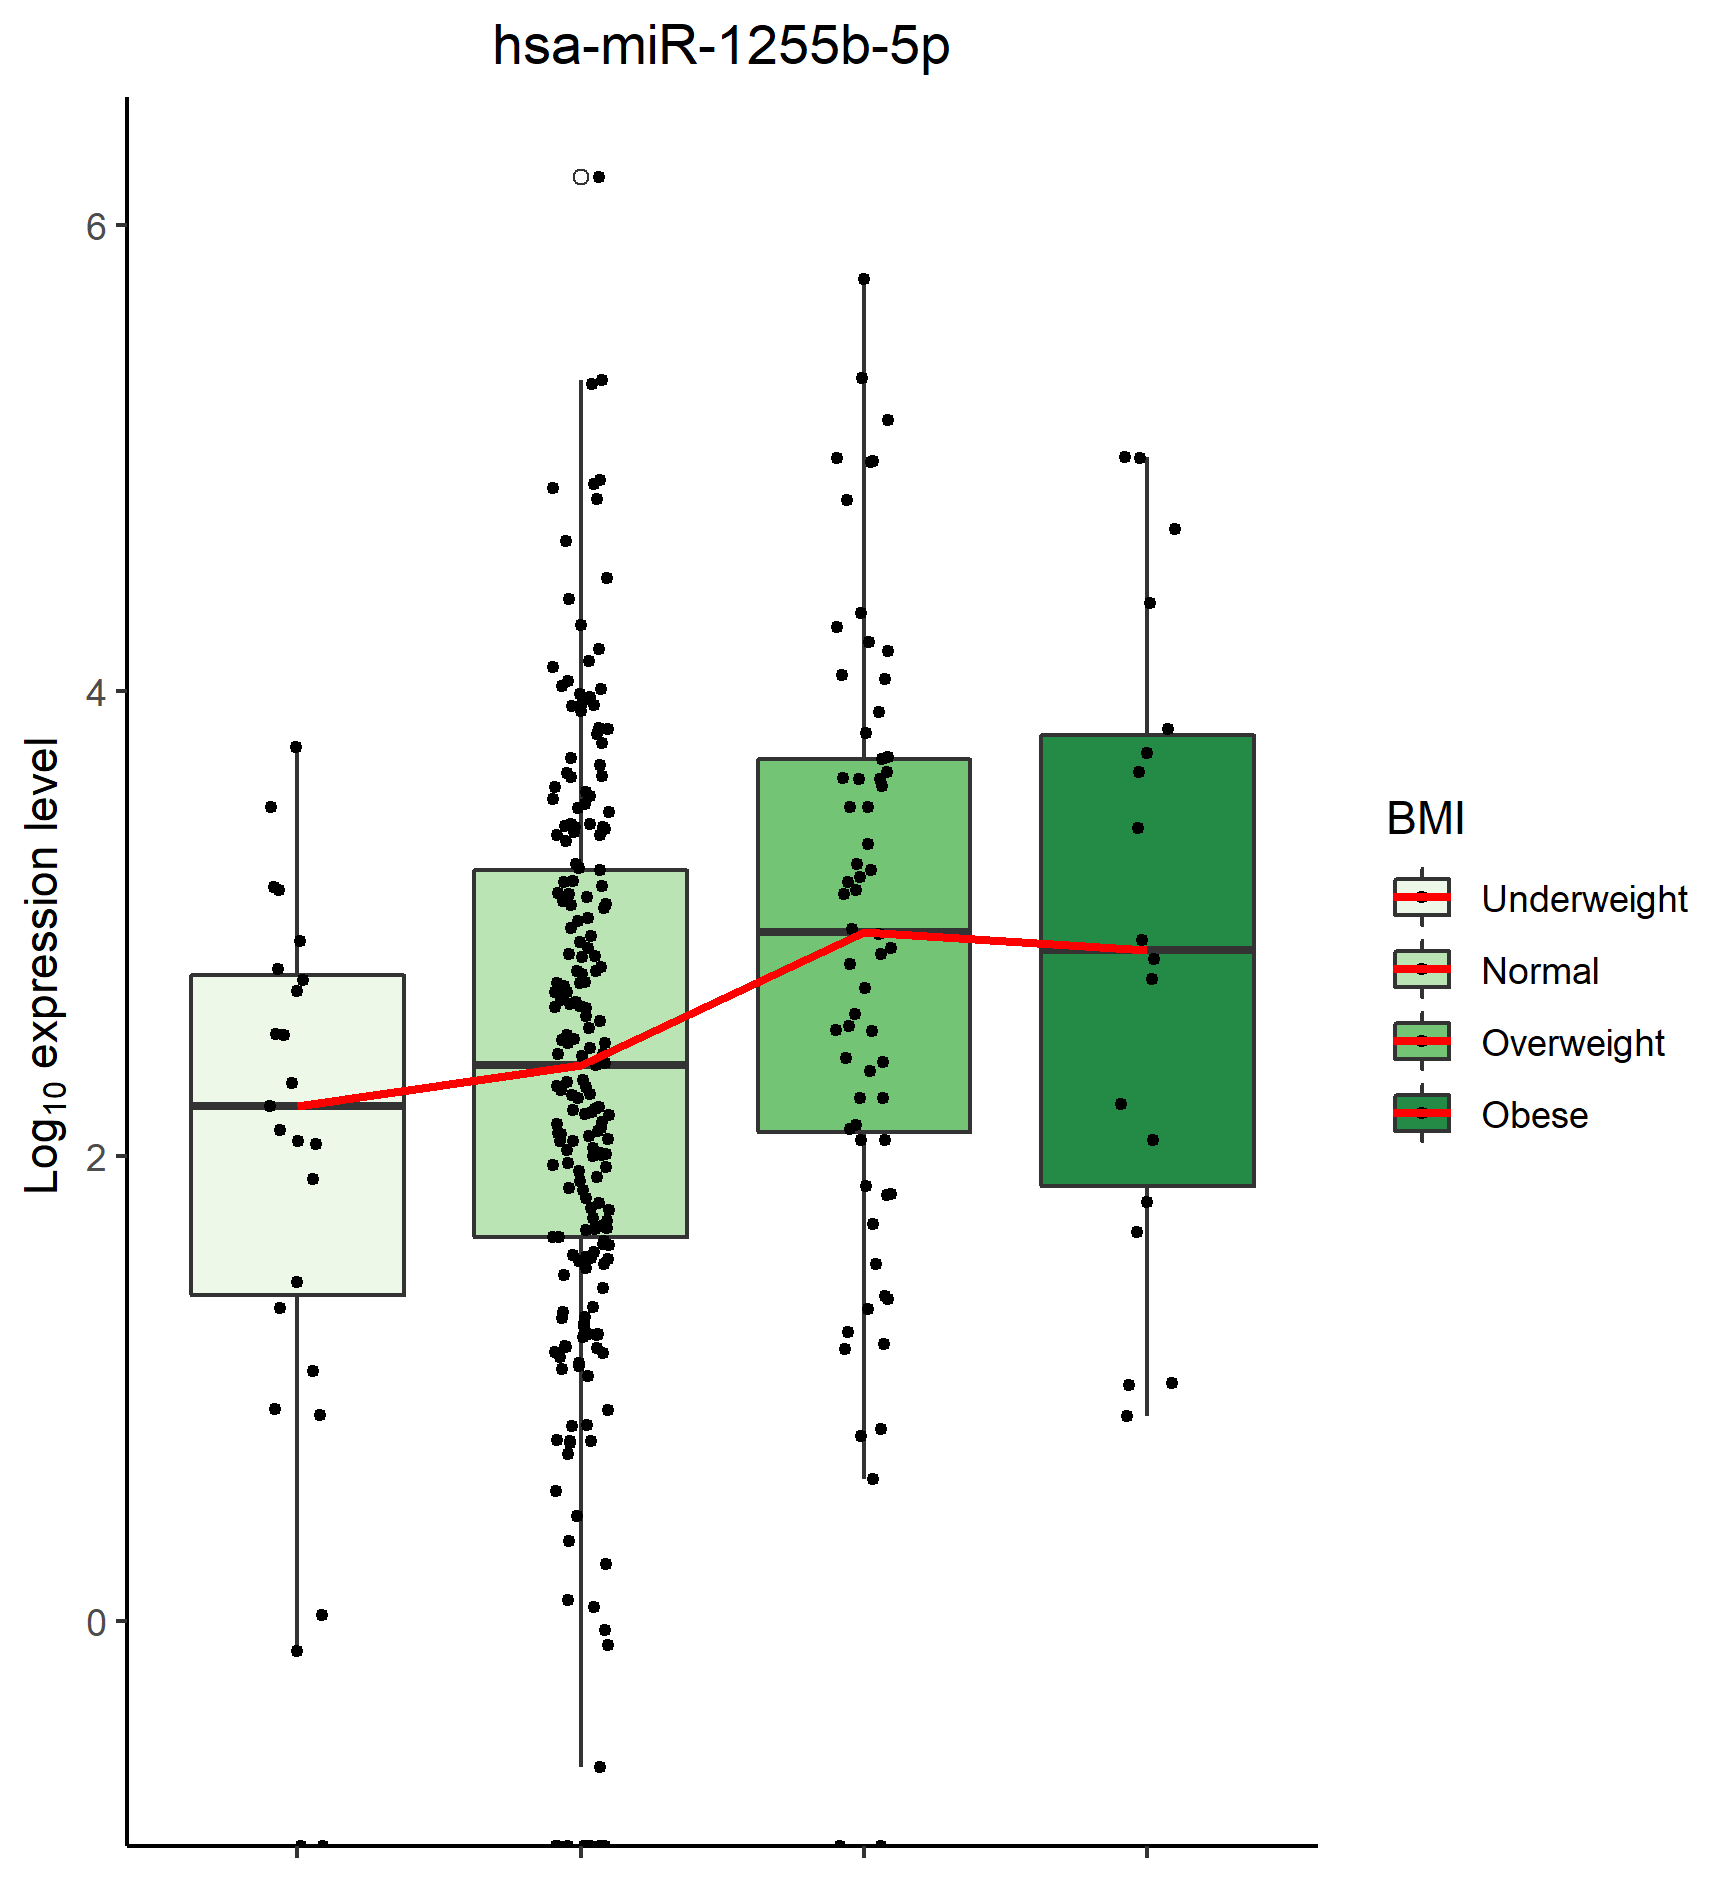 hsa-miR-1255b-5p
Log₁₀ expression level
6
4
2
0
BMI
Underweight
Normal
Overweight
Obese